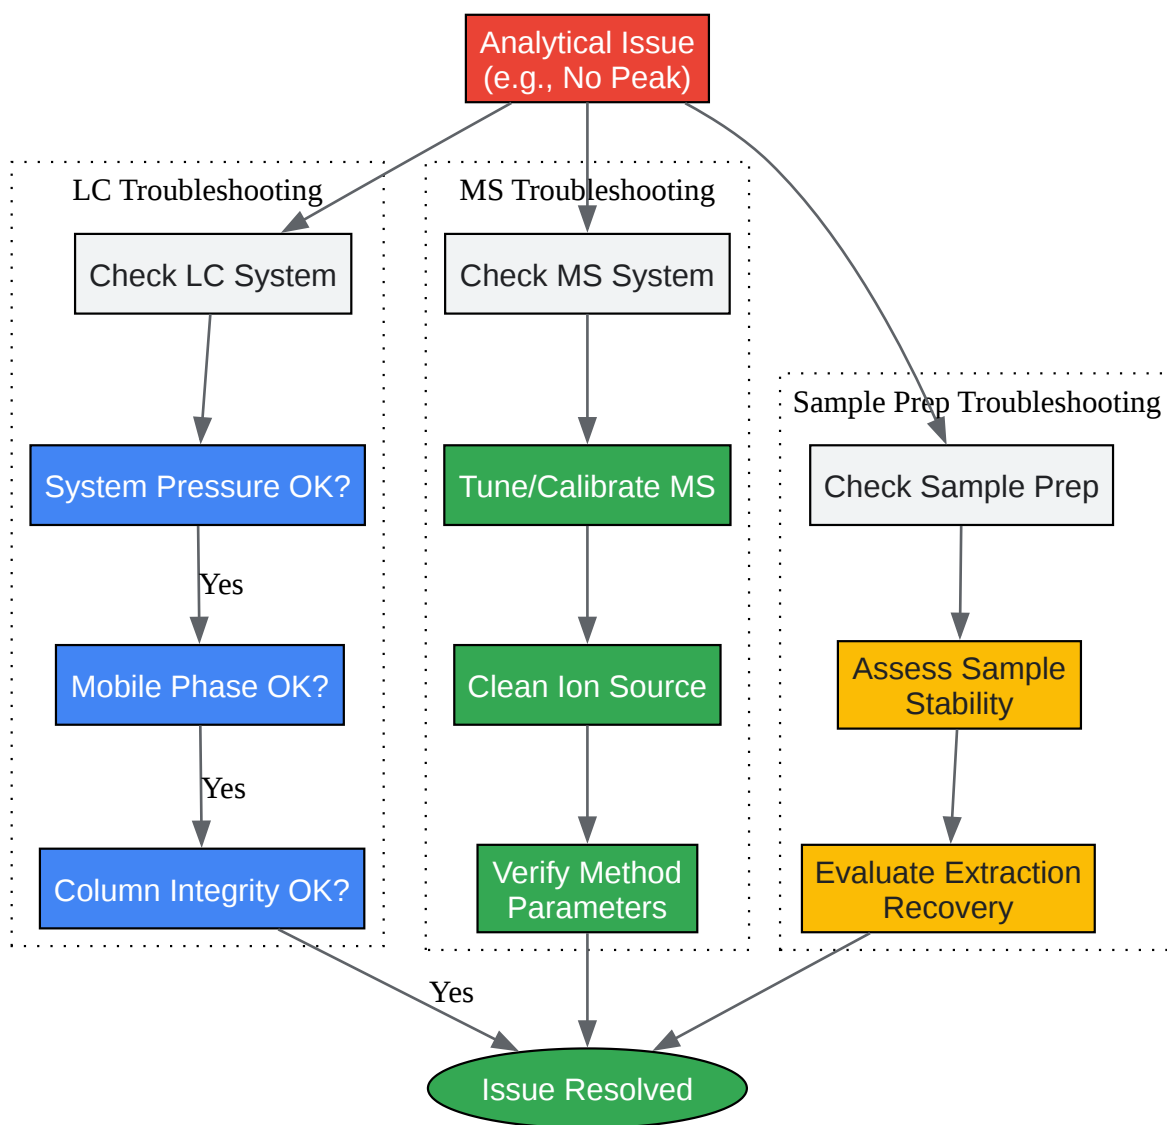 Analytical Issue
(e.g., No Peak)
LC Troubleshooting
Check LC System
System Pressure OK?
Yes
Mobile Phase OK?
Yes
Column Integrity OK?
Yes
MS Troubleshooting
Check MS System
Tune/Calibrate MS
Clean Ion Source
Verify Method
Parameters
Sample Prep Troubleshooting
Check Sample Prep
Assess Sample
Stability
Evaluate Extraction
Recovery
Issue Resolved